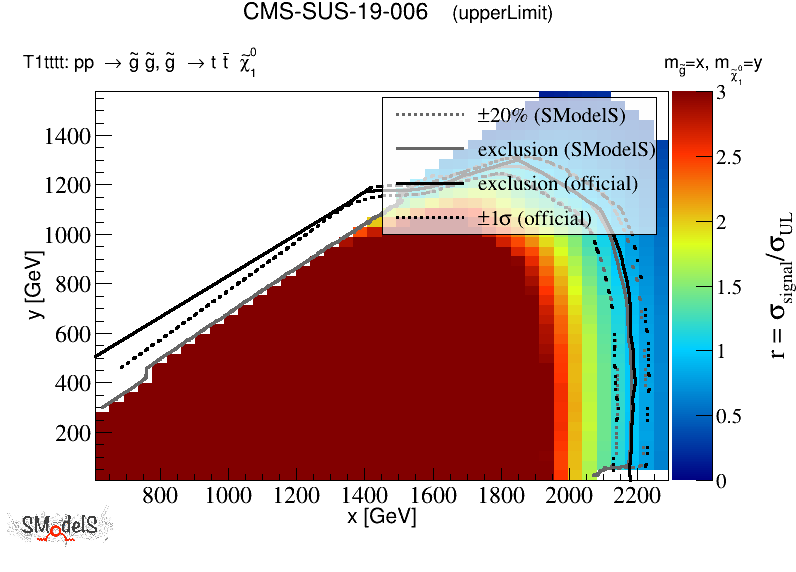 CMS-SUS-19-006 (upperLimit)
T1tttt: pp → g̃ g̃, g̃ → t t̄ χ̃₁⁰
m_g̃=x, m_χ̃₁⁰=y
±20% (SModelS)
exclusion (SModelS)
exclusion (official)
±1σ (official)
1400
1200
1000
800
600
400
200
y [GeV]
800 1000 1200 1400 1600 1800 2000 2200
x [GeV]
3
2.5
2
1.5
1
0.5
0
r = σ_signal/σ_UL
SModelS